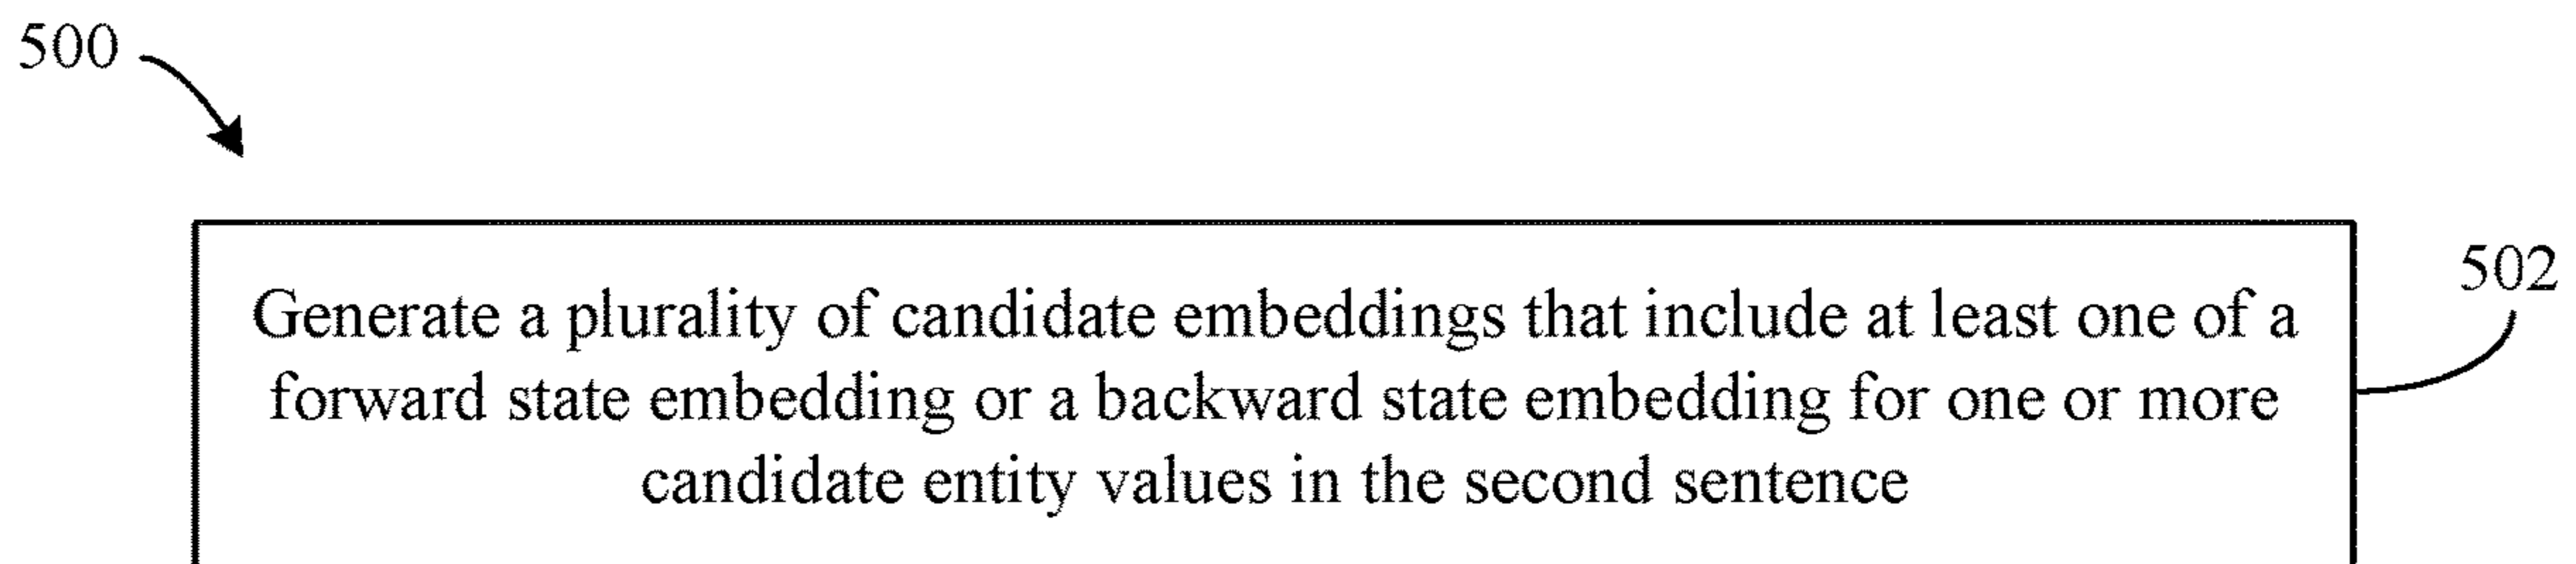 500
502
Generate a plurality of candidate embeddings that include at least one of a
forward state embedding or a backward state embedding for one or more
candidate entity values in the second sentence